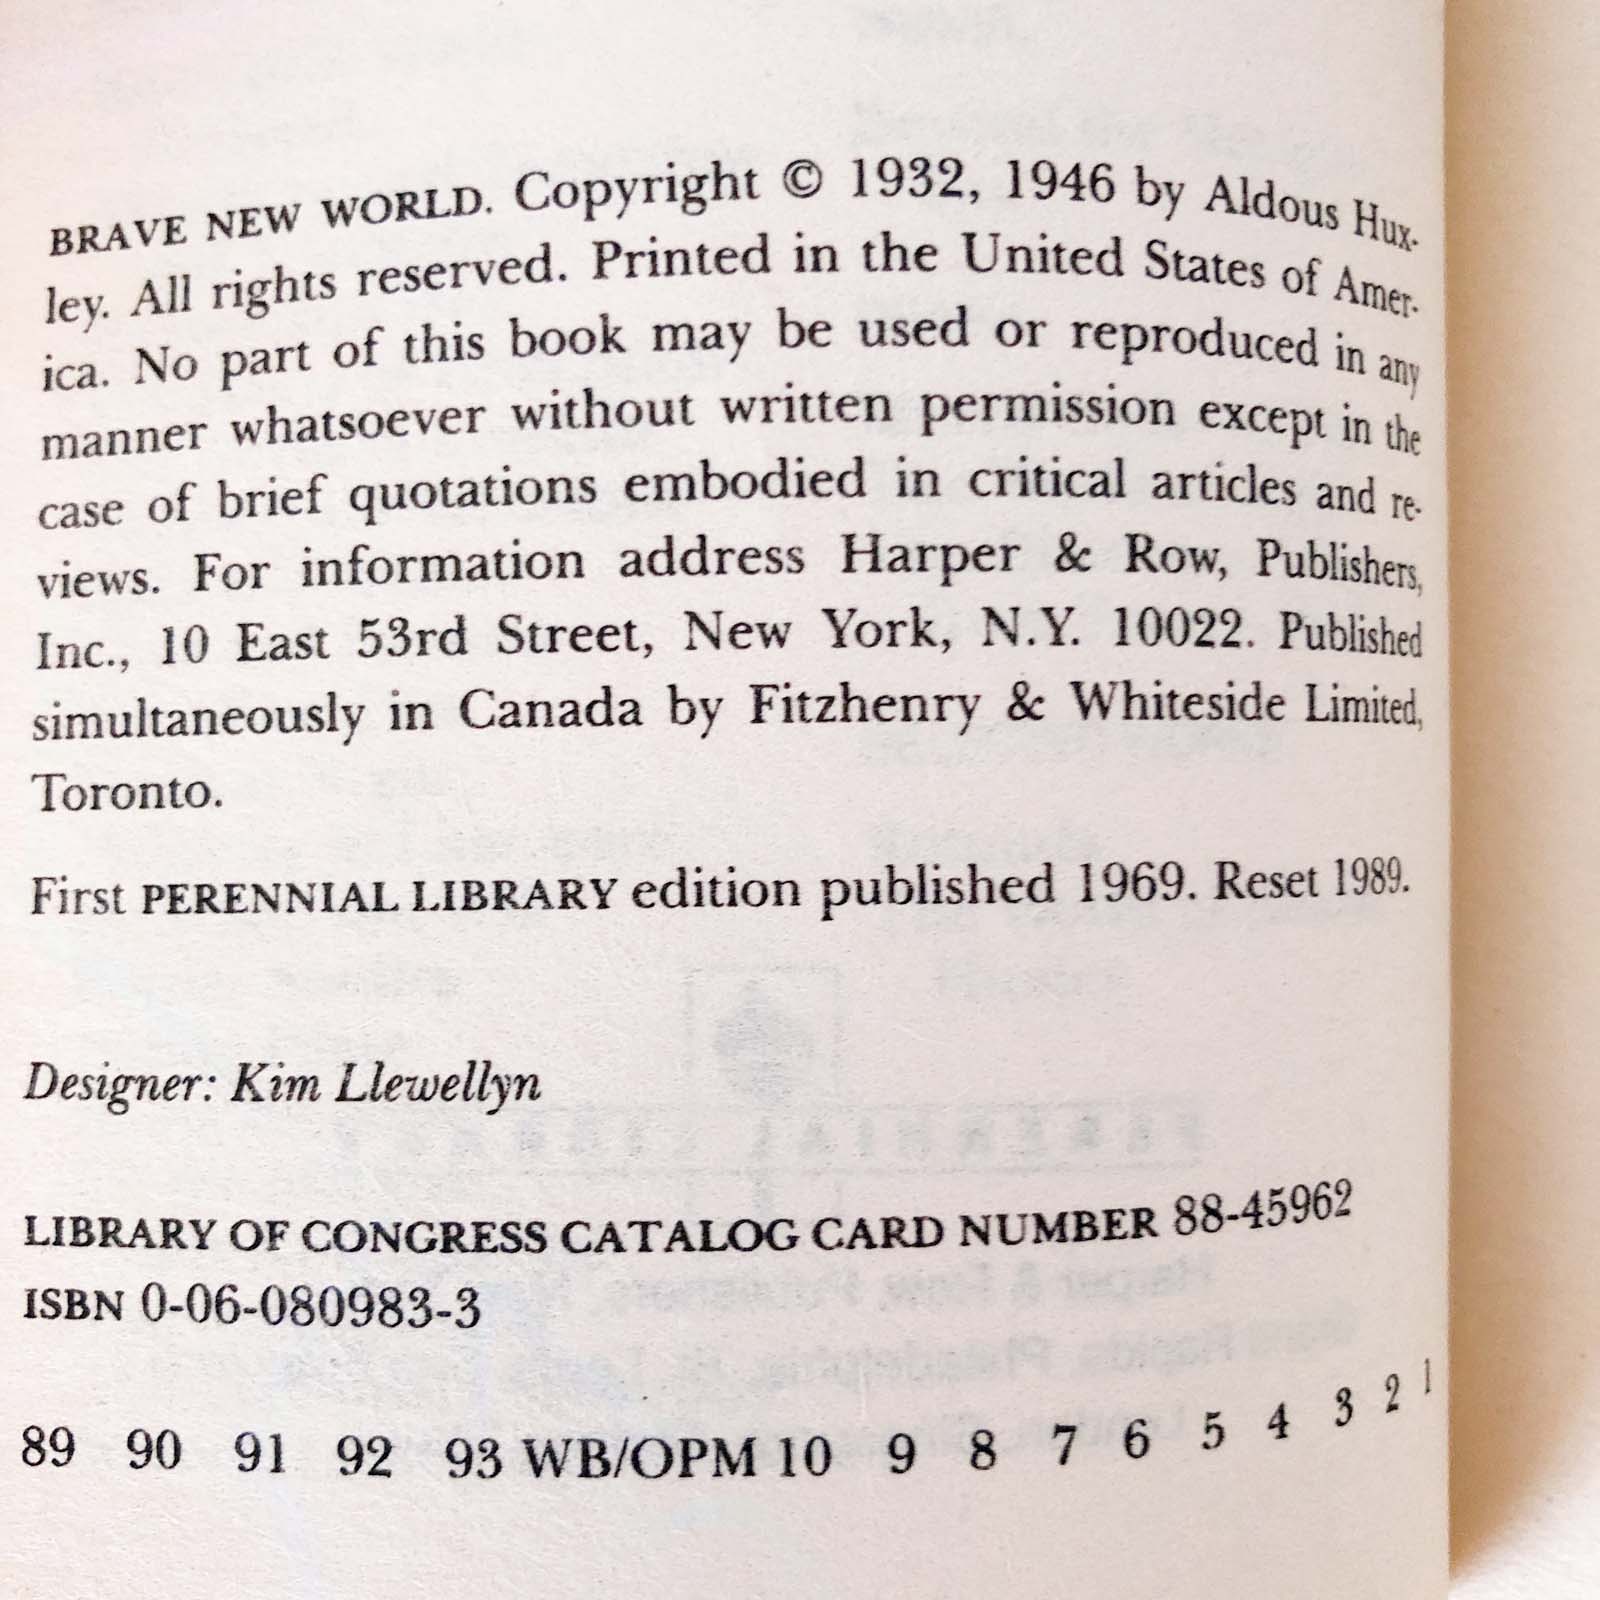 BRAVE NEW WORLD. Copyright © 1932, 1946 by Aldous Hux-
ley. All rights reserved. Printed in the United States of Amer-
ica. No part of this book may be used or reproduced in any
manner whatsoever without written permission except in the
case of brief quotations embodied in critical articles and re-
views. For information address Harper & Row, Publishers,
Inc., 10 East 53rd Street, New York, N.Y. 10022. Published
simultaneously in Canada by Fitzhenry & Whiteside Limited,
Toronto.
First PERENNIAL LIBRARY edition published 1969. Reset 1989.
Designer: Kim Llewellyn
LIBRARY OF CONGRESS CATALOG CARD NUMBER 88-45962
ISBN 0-06-080983-3
89 90 91 92 93 WB/OPM 10 9 8 7 6 5 4 3 2 1